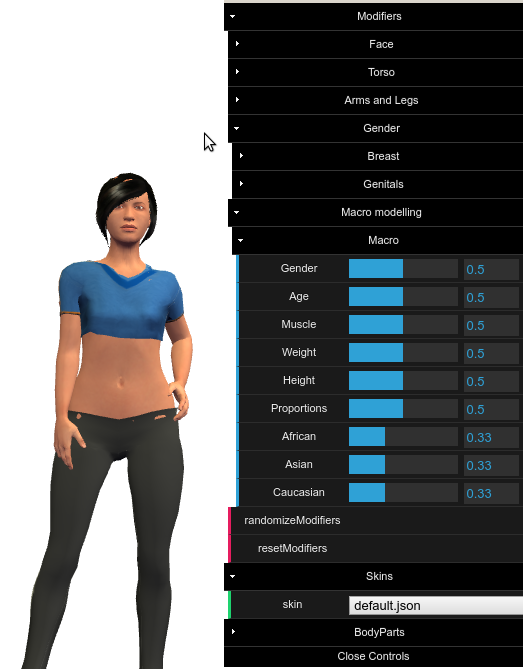 Modifiers
Face
Torso
Arms and Legs
Gender
Breast
Genitals
Macro modelling
Macro
Gender 0.5
Age 0.5
Muscle 0.5
Weight 0.5
Height 0.5
Proportions 0.5
African 0.33
Asian 0.33
Caucasian 0.33
randomizeModifiers
resetModifiers
Skins
skin default.json
BodyParts
Close Controls